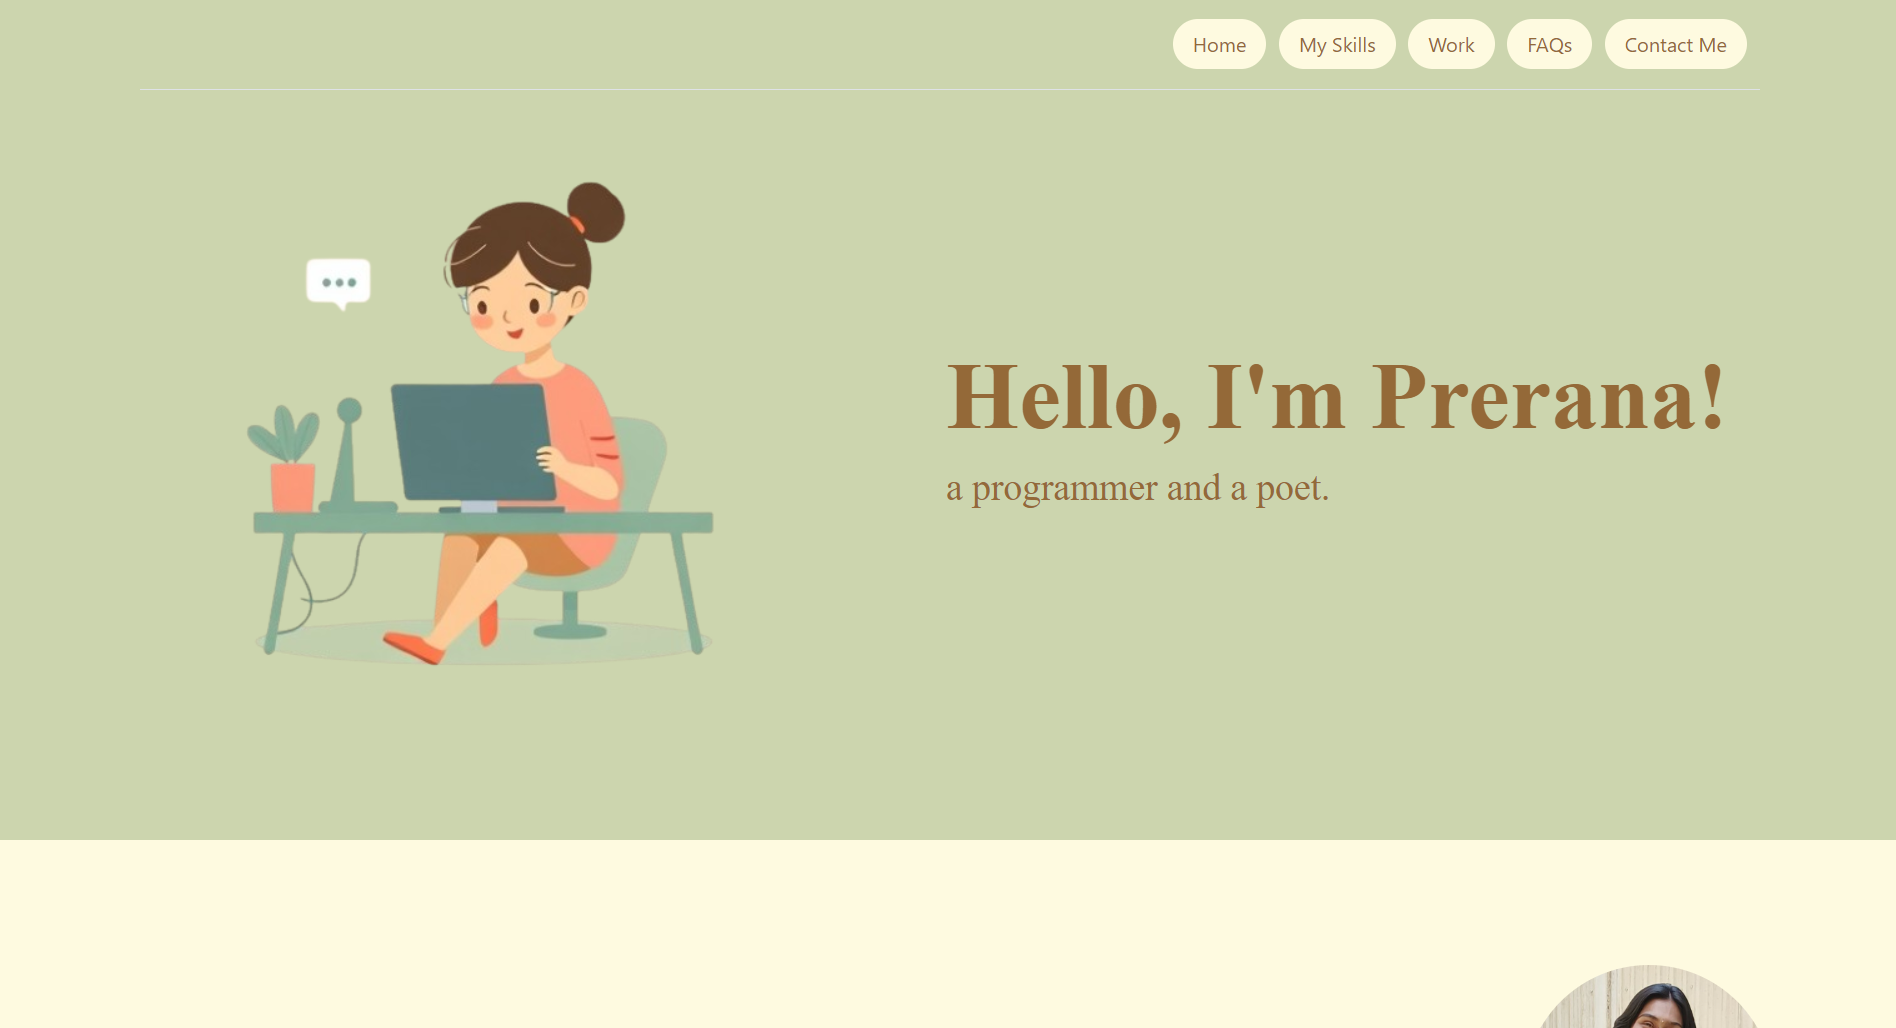 Home My Skills Work FAQs Contact Me
Hello, I'm Prerana!
a programmer and a poet.